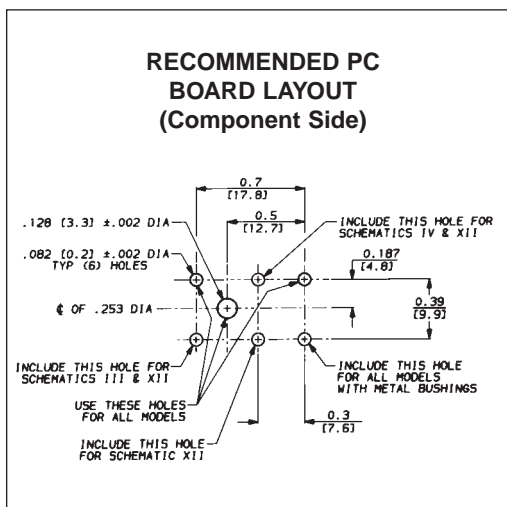 RECOMMENDED PC
BOARD LAYOUT
(Component Side)
0.7
[17.8]
.128 [3.3] ±.002 DIA
0.5
[12.7]
INCLUDE THIS HOLE FOR
SCHEMATICS IV & XII
.082 [0.2] ±.002 DIA
TYP (6) HOLES
0.187
[4.8]
℄ OF .253 DIA
0.39
[9.9]
INCLUDE THIS HOLE FOR
SCHEMATICS III & XII
INCLUDE THIS HOLE
FOR ALL MODELS
WITH METAL BUSHINGS
USE THESE HOLES
FOR ALL MODELS
0.3
[7.6]
INCLUDE THIS HOLE
FOR SCHEMATIC XII